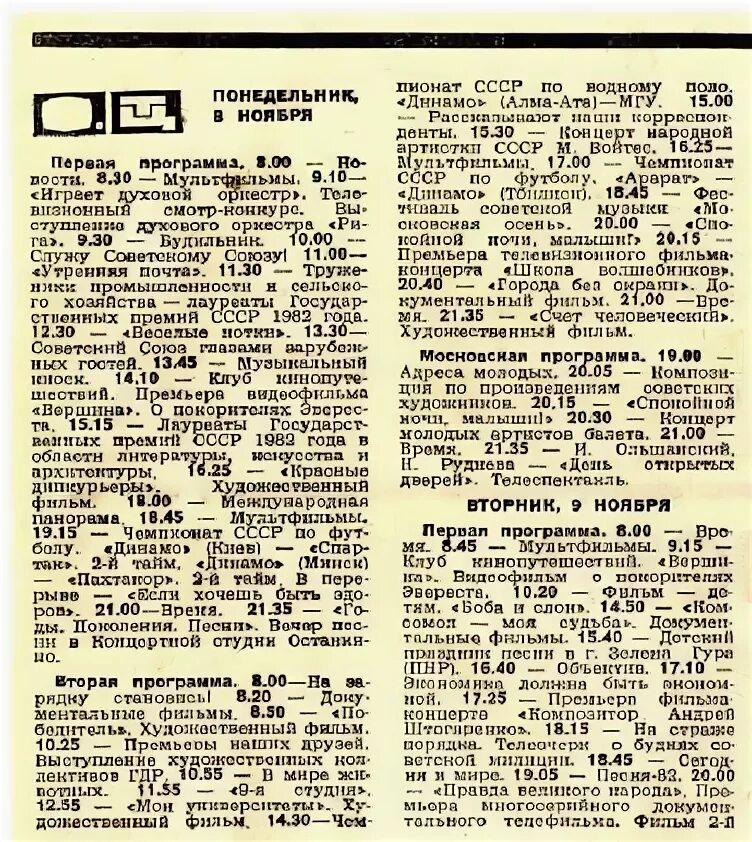 ПОНЕДЕЛЬНИК,
8 НОЯБРЯ
Первая программа. 8.00 — Но-
вости. 8.30 — Мультфильмы. 9.10—
«Играет духовой оркестр». Теле-
визионный смотр-конкурс. Вы-
ступление духового оркестра «Ри-
га». 9.30 — Будильник. 10.00 —
Служу Советскому Союзу! 11.00—
«Утренняя почта». 11.30 — Труже-
ники промышленности и сельско-
го хозяйства — лауреаты Государ-
ственных премий СССР 1982 года.
12.30 — «Веселые нотки». 13.30—
Советский Союз глазами зарубеж-
ных гостей. 13.45 — Музыкальный
киоск. 14.10 — Клуб кинопуте-
шествий. Премьера видеофильма
«Вершина». О покорителях Эверес-
та. 15.15 — Лауреаты Государст-
венных премий СССР 1982 года в
области литературы, искусства и
архитектуры. 16.25 — «Красные
дипкурьеры». Художественный
фильм. 18.00 — Международная
панорама. 18.45 — Мультфильмы.
19.15 — Чемпионат СССР по фут-
болу. «Динамо» (Киев) — «Спар-
так». 2-й тайм. «Динамо» (Минск)
— «Пахтакор». 2-й тайм. В пере-
рыве — «Если хочешь быть здо-
ров». 21.00—Время. 21.35 — «Го-
ды. Поколения. Песни». Вечер пес-
ни в Концортной студии Останки-
но.
Вторая программа. 8.00—На за-
рядку становись! 8.20 — Доку-
ментальные фильмы. 8.50 — «По-
бедитель». Художественный фильм.
10.25 — Премьеры наших друзей.
Выступление художественных кол-
лективов ГДР. 10.55 — В мире жи-
вотных. 11.55 — «9-я студия».
12.55 — «Мои университеты». Ху-
дожественный фильм. 14.30—Чем-
пионат СССР по водному поло.
«Динамо» (Алма-Ата)—МГУ. 15.00
— Рассказывают наши корреспон-
денты. 15.30 — Концерт народной
артистки СССР М. Войтес. 16.25—
Мультфильмы. 17.00 — Чемпионат
СССР по футболу. «Арарат» —
«Динамо» (Тбилиси). 18.45 — Фес-
тиваль советской музыки «Мо-
сковская осень». 20.00 — «Спо-
койной ночи, малыши!» 20.15 —
Премьера телевизионного фильма-
концерта «Школа волшебников».
20.40 — «Города без окраин». До-
кументальный фильм. 21.00 —Вре-
мя. 21.35 — «Счет человеческий».
Художественный фильм.
Московская программа. 19.00 —
Адреса молодых. 20.05 — Компози-
ция по произведениям советских
художников. 20.15 — «Спокойной
ночи, малыши!» 20.30 — Концерт
молодых артистов балета. 21.00 —
Время. 21.35 — И. Ольшанский,
Н. Руднева — «День открытых
дверей». Телеспектакль.
ВТОРНИК, 9 НОЯБРЯ
Первая программа. 8.00 — Вре-
мя. 8.45 — Мультфильмы. 9.15 —
Клуб кинопутешествий. «Верши-
на». Видеофильм о покорителях
Эвереста. 10.20 — Фильм — де-
тям. «Боба и слон». 14.50 — «Ком-
сомол — моя судьба». Документаль-
тальные фильмы. 15.40 — Детский
праздник песни в г. Зелена Гура
(ПНР). 16.40 — Объектив. 17.10 —
Экономика должна быть эконом-
ной. 17.25 — Премьера фильма-
концерта «Композитор Андрей
Штогаренко». 18.15 — На страже
порядка. Телеочерк о буднях со-
ветской милиции. 18.45 — Сегод-
ня в мире. 19.05 — Песня-82. 20.00
— «Правда великого народа». Пре-
мьера многосерийного докумен-
тального телефильма. Фильм 2-й